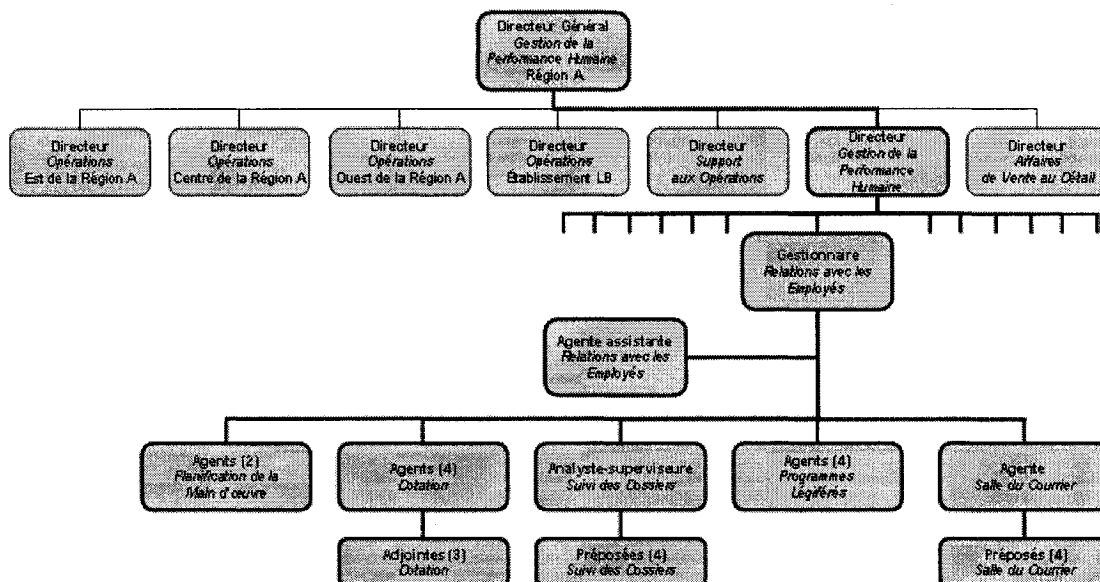 Directeur Général
Gestion de la
Performance Humaine
Région A
Directeur
Opérations
Est de la Région A
Directeur
Opérations
Centre de la Région A
Directeur
Opérations
Ouest de la Région A
Directeur
Opérations
Établissement LB
Directeur
Support
aux Opérations
Directeur
Gestion de la
Performance
Humaine
Directeur
Affaires
de Vente au Détail
Gestionnaire
Relations avec les
Employés
Agente assistante
Relations avec les
Employés
Agents (2)
Planification de la
Main d'œuvre
Agents (4)
Dotation
Analyste-superviseure
Suivi des Dossiers
Agents (4)
Programmes
Légiférés
Agente
Salle du Courrier
Adjointes (3)
Dotation
Préposées (4)
Suivi des Dossiers
Préposés (4)
Salle du Courrier